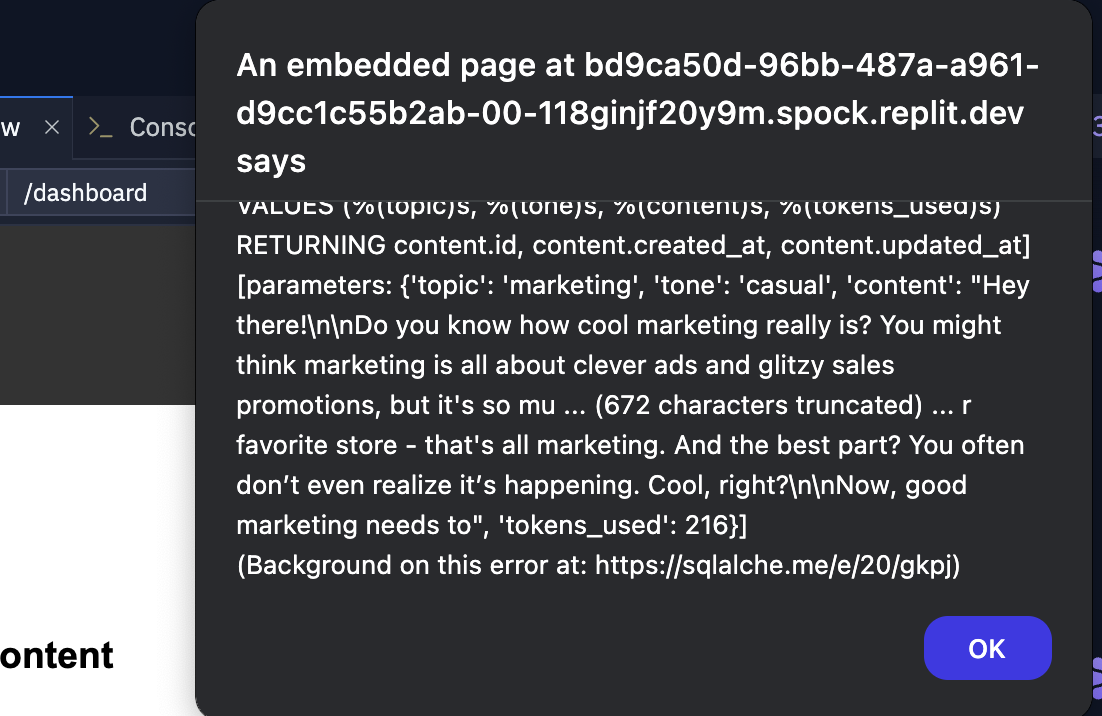 An embedded page at bd9ca50d-96bb-487a-a961-
d9cc1c55b2ab-00-118ginjf20y9m.spock.replit.dev
says
w × >_ Consc
/dashboard
VALUES (%(topic)s, %(tone)s, %(content)s, %(tokens_used)s)
RETURNING content.id, content.created_at, content.updated_at]
[parameters: {'topic': 'marketing', 'tone': 'casual', 'content': "Hey
there!\n\nDo you know how cool marketing really is? You might
think marketing is all about clever ads and glitzy sales
promotions, but it's so mu ... (672 characters truncated) ... r
favorite store - that's all marketing. And the best part? You often
don’t even realize it’s happening. Cool, right?\n\nNow, good
marketing needs to", 'tokens_used': 216}]
(Background on this error at: https://sqlalche.me/e/20/gkpj)
OK
ontent